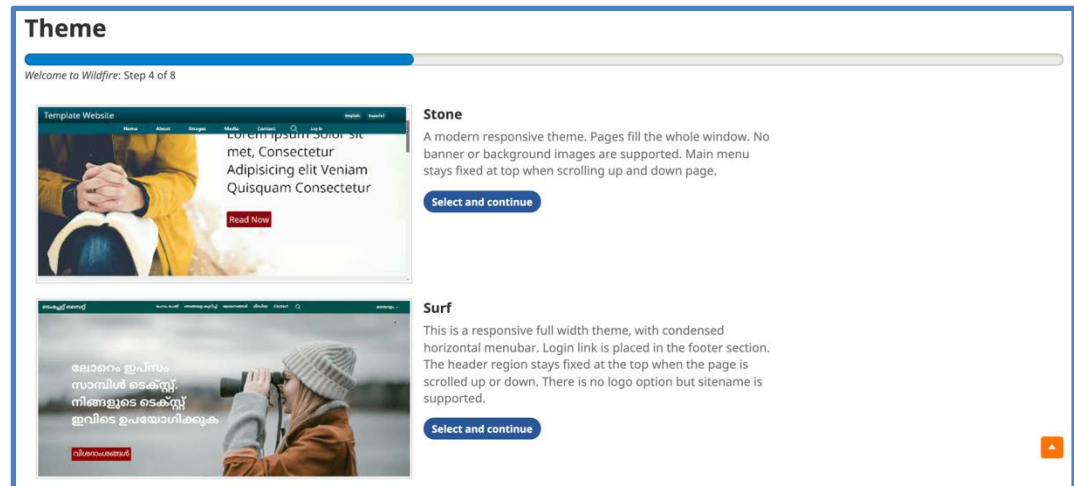 Theme
Welcome to Wildfire: Step 4 of 8
Template Website
English Español
Home About Images Media Contact Log In
Lorem Ipsum Solor sit
met, Consectetur
Adipisicing elit Veniam
Quisquam Consectetur
Read Now
Stone
A modern responsive theme. Pages fill the whole window. No
banner or background images are supported. Main menu
stays fixed at top when scrolling up and down page.
Select and continue
ടെംപ്ലേറ്റ് സൈറ്റ്
Contact
ലോറെം ഇപ്സം
സാമ്പിൾ ടെക്സ്റ്റ്.
നിങ്ങളുടെ ടെക്സ്റ്റ്
ഇവിടെ ഉപയോഗിക്കുക
വിശദാംശങ്ങൾ
Surf
This is a responsive full width theme, with condensed
horizontal menubar. Login link is placed in the footer section.
The header region stays fixed at the top when the page is
scrolled up or down. There is no logo option but sitename is
supported.
Select and continue